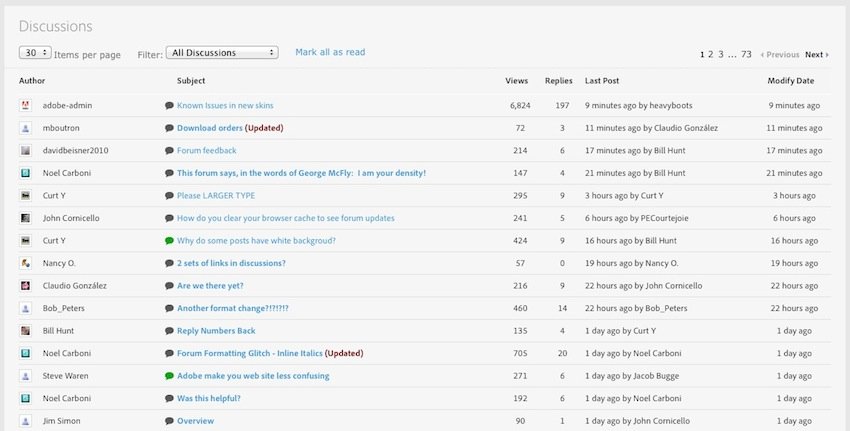 Discussions
30 Items per page Filter: All Discussions Mark all as read 1 2 3 ... 73 Previous Next
Author Subject Views Replies Last Post Modify Date
adobe-admin Known Issues in new skins 6,824 197 9 minutes ago by heavyboots 9 minutes ago
mboutron Download orders (Updated) 72 3 11 minutes ago by Claudio González 11 minutes ago
davidbeisner2010 Forum feedback 214 6 17 minutes ago by Bill Hunt 17 minutes ago
Noel Carboni This forum says, in the words of George McFly: I am your density! 147 4 21 minutes ago by Bill Hunt 21 minutes ago
Curt Y Please LARGER TYPE 295 9 3 hours ago by Curt Y 3 hours ago
John Cornicello How do you clear your browser cache to see forum updates 241 5 6 hours ago by PECourtejoie 6 hours ago
Curt Y Why do some posts have white backgroud? 424 9 16 hours ago by Bill Hunt 16 hours ago
Nancy O. 2 sets of links in discussions? 57 0 19 hours ago by Nancy O. 19 hours ago
Claudio González Are we there yet? 216 9 22 hours ago by John Cornicello 22 hours ago
Bob_Peters Another format change?!?!?!? 460 14 22 hours ago by Bob_Peters 22 hours ago
Bill Hunt Reply Numbers Back 135 4 1 day ago by Curt Y 1 day ago
Noel Carboni Forum Formatting Glitch - Inline Italics (Updated) 705 20 1 day ago by Noel Carboni 1 day ago
Steve Waren Adobe make you web site less confusing 271 6 1 day ago by Jacob Bugge 1 day ago
Noel Carboni Was this helpful? 192 6 1 day ago by Noel Carboni 1 day ago
Jim Simon Overview 90 1 1 day ago by John Cornicello 1 day ago